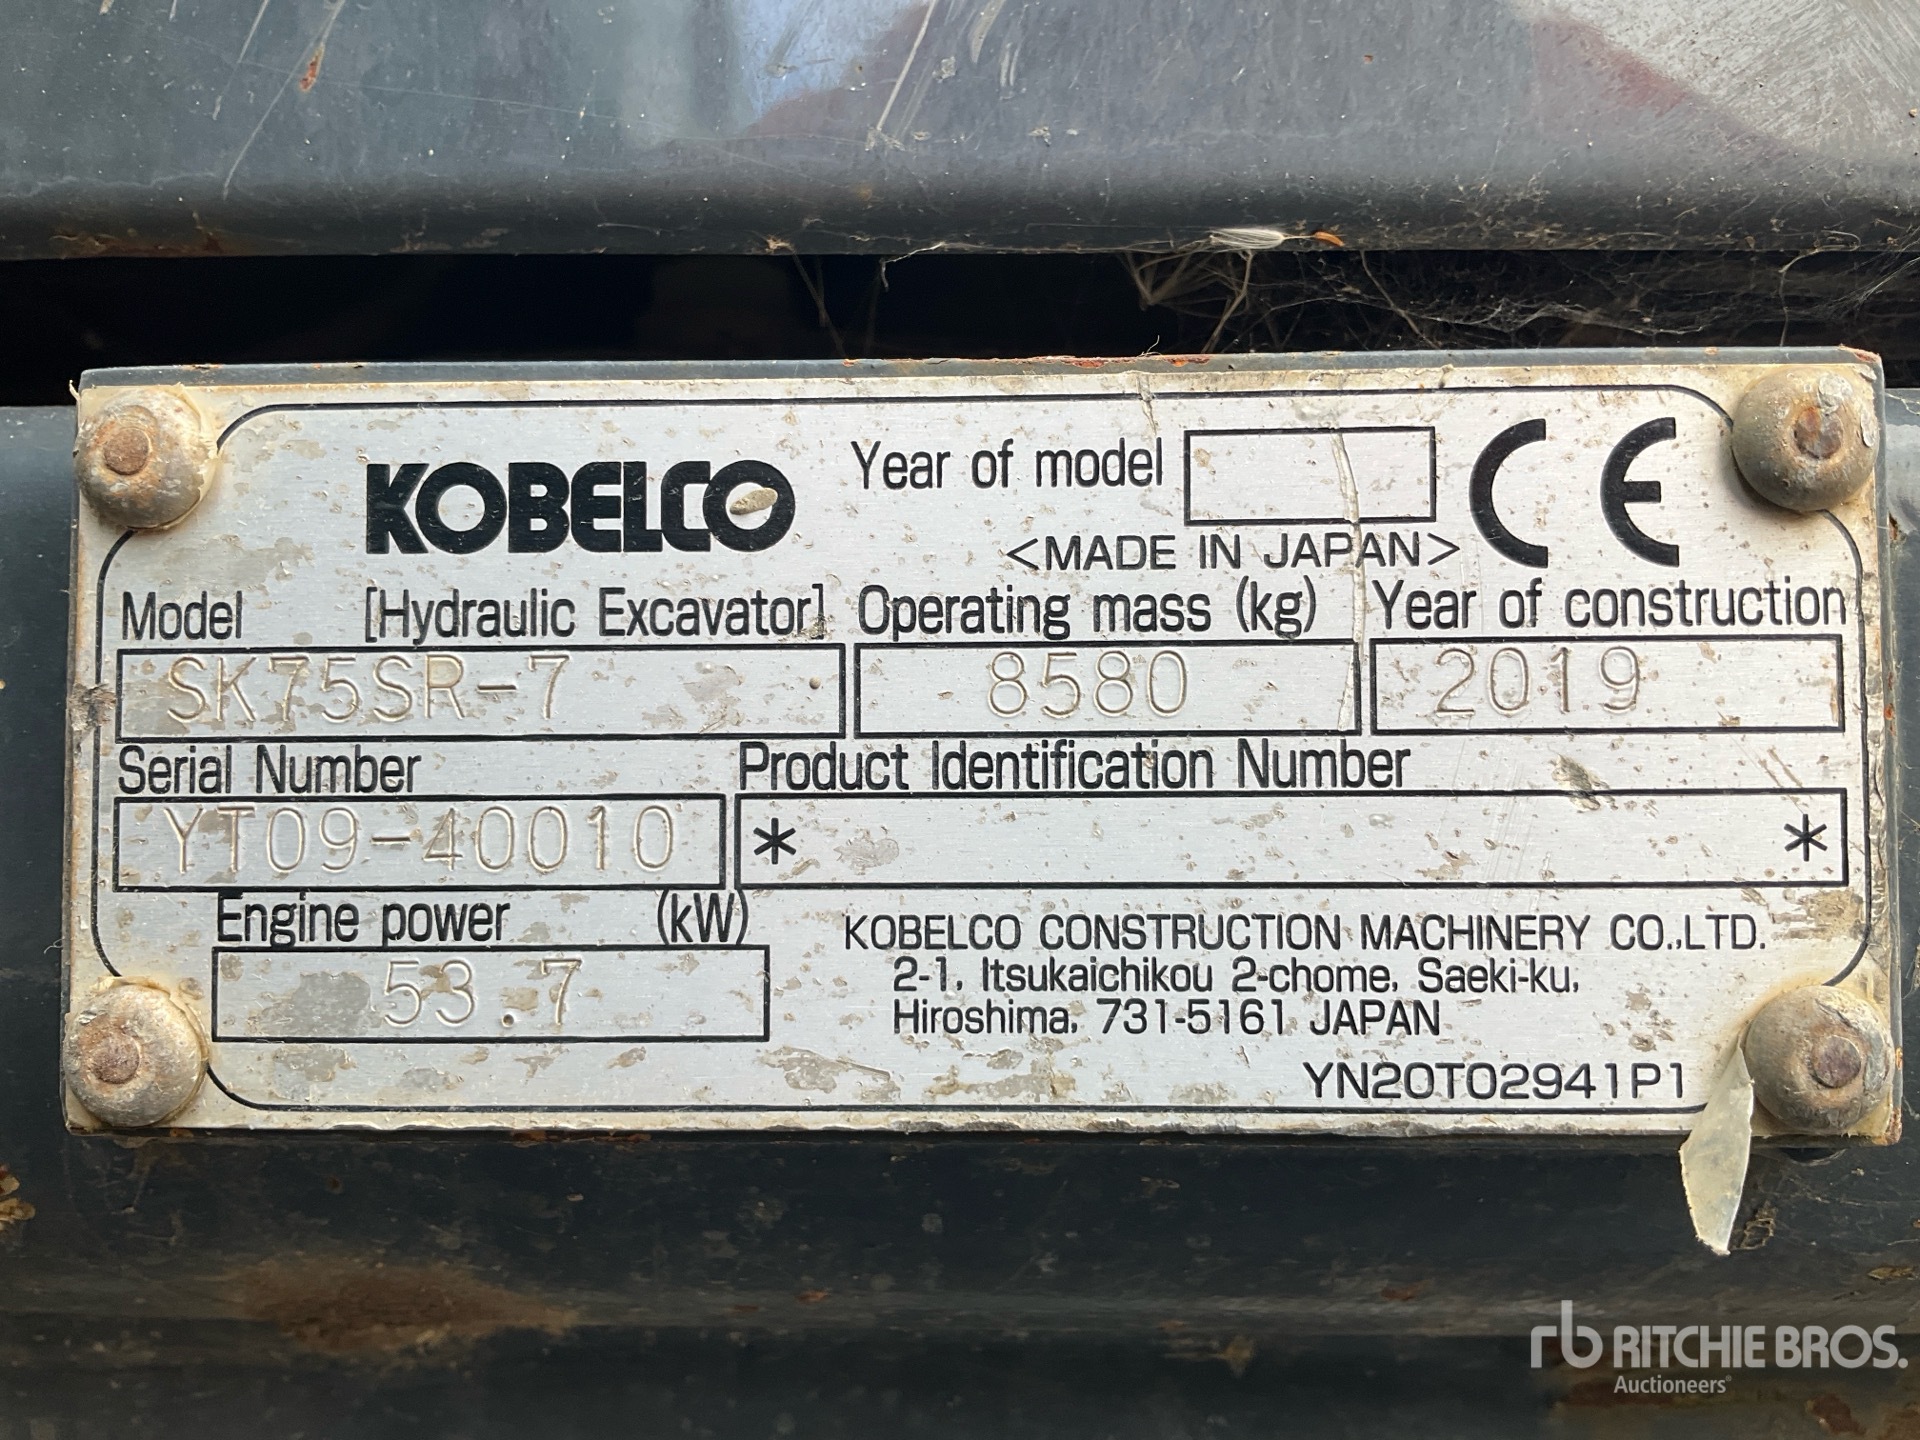 KOBELCO Year of model CE
<MADE IN JAPAN>
Model [Hydraulic Excavator] Operating mass (kg) Year of construction
SK75SR-7 8580 2019
Serial Number Product Identification Number
YT09-40010 * *
Engine power (kW)
53.7
KOBELCO CONSTRUCTION MACHINERY CO.,LTD.
2-1, Itsukaichikou 2-chome, Saeki-ku,
Hiroshima, 731-5161 JAPAN
YN20T02941P1
rb RITCHIE BROS.
Auctioneers